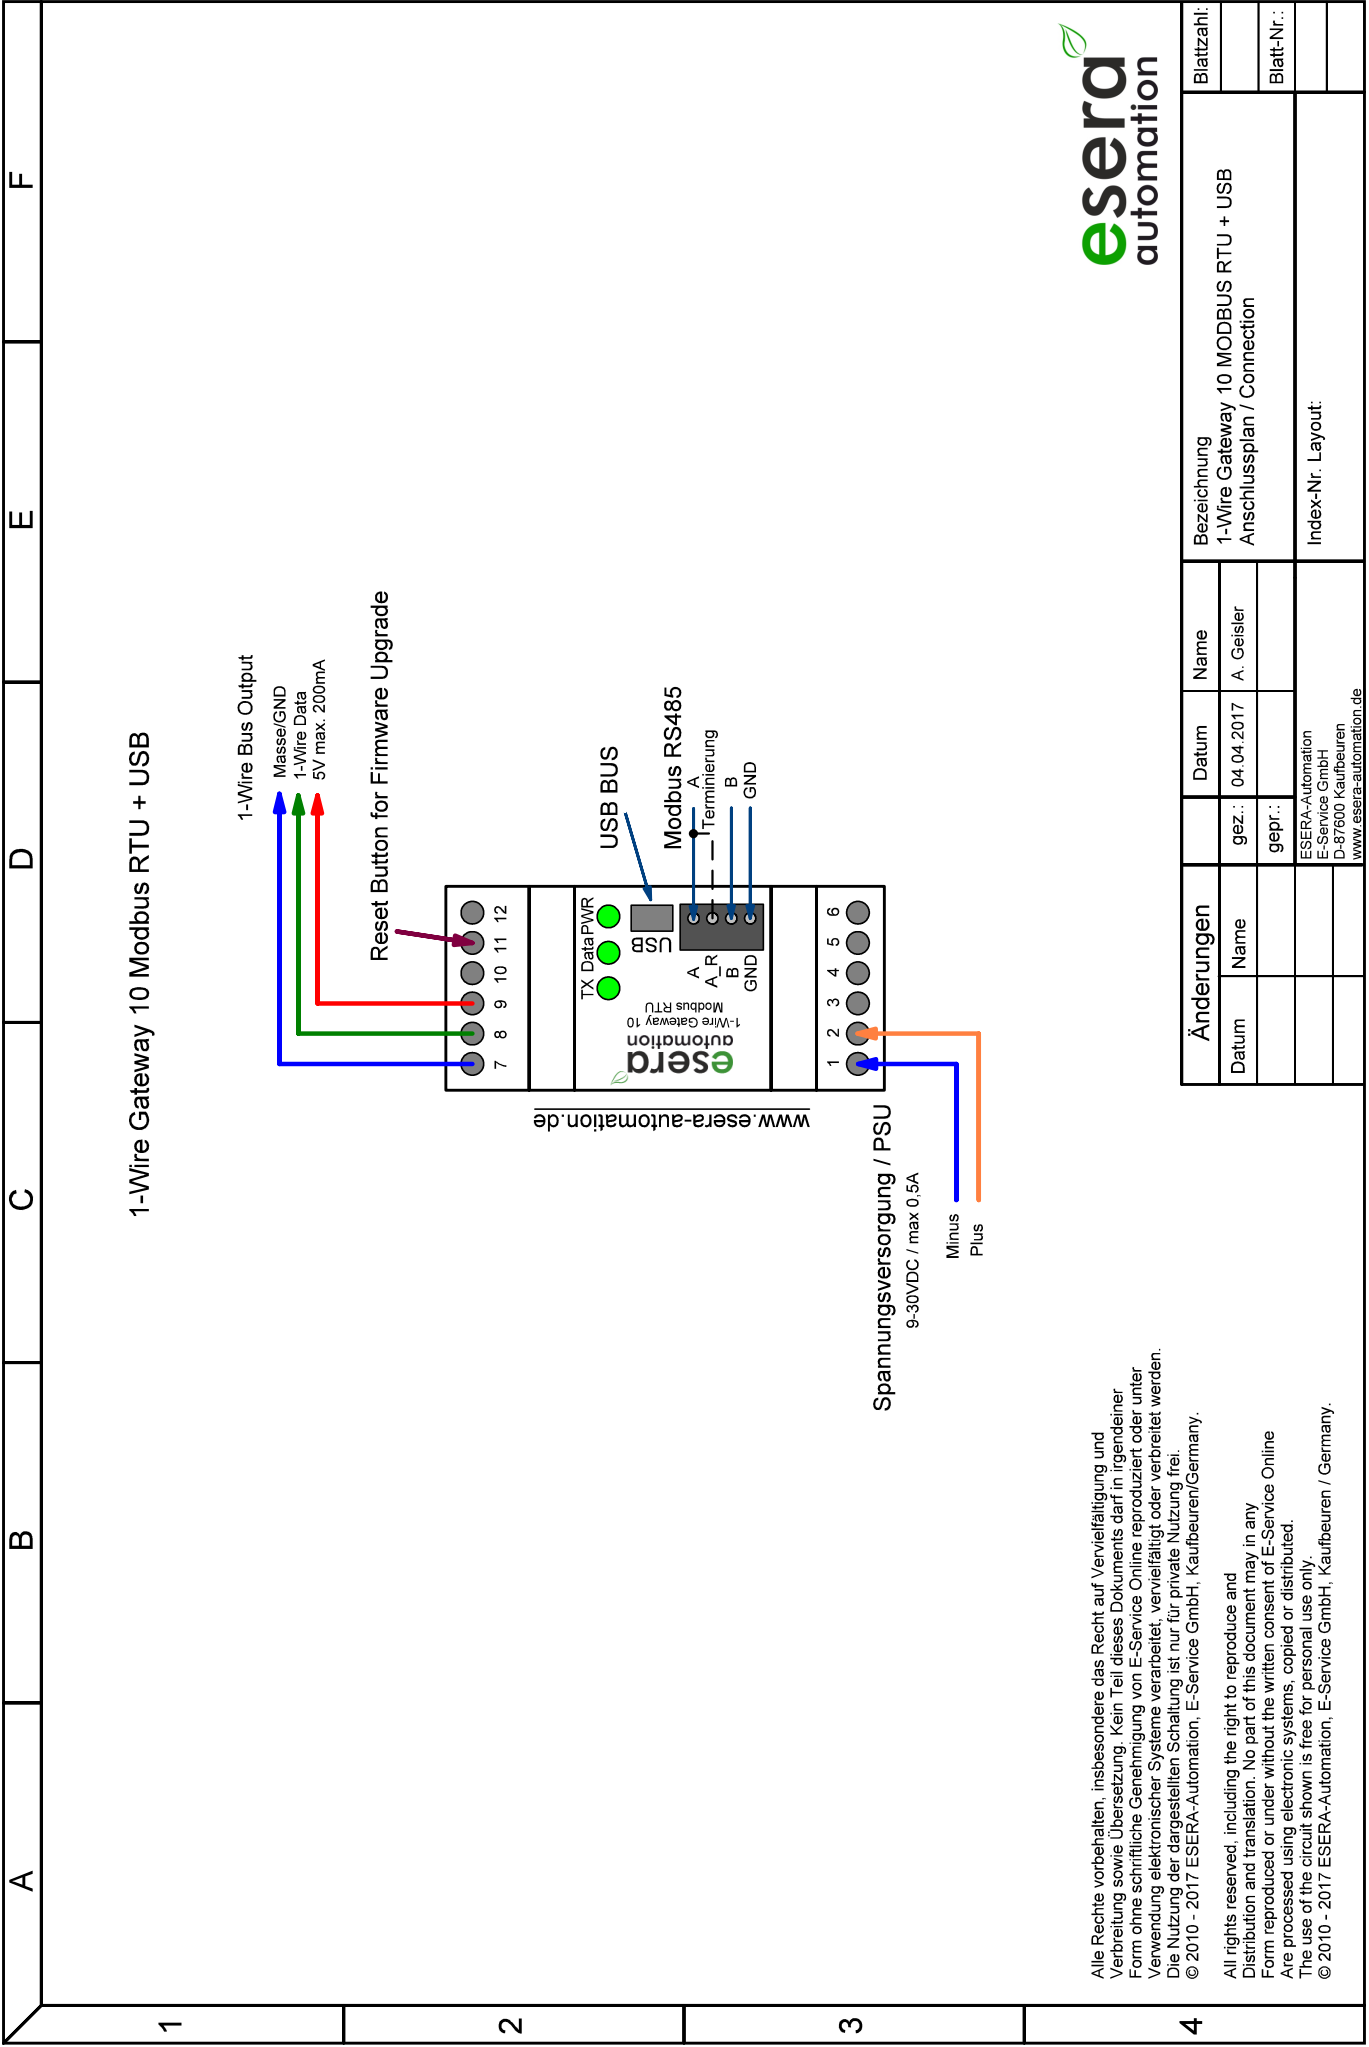 A
B
C
D
E
F
1
2
3
4
1-Wire Gateway 10 Modbus RTU + USB
1-Wire Bus Output
Masse/GND
1-Wire Data
5V max. 200mA
Reset Button for Firmware Upgrade
7
8
9
10
11
12
TX
Data
PWR
USB BUS
USB
Modbus RS485
A
Terminierung
B
GND
A
A_R
B
GND
esera
automation
1-Wire Gateway 10
Modbus RTU
www.esera-automation.de
1
2
3
4
5
6
Spannungsversorgung / PSU
9-30VDC / max 0,5A
Minus
Plus
esera
automation
Alle Rechte vorbehalten, insbesondere das Recht auf Vervielfältigung und
Verbreitung sowie Übersetzung. Kein Teil dieses Dokuments darf in irgendeiner
Form ohne schriftliche Genehmigung von E-Service Online reproduziert oder unter
Verwendung elektronischer Systeme verarbeitet, vervielfältigt oder verbreitet werden.
Die Nutzung der dargestellten Schaltung ist nur für private Nutzung frei.
© 2010 - 2017 ESERA-Automation, E-Service GmbH, Kaufbeuren/Germany.
All rights reserved, including the right to reproduce and
Distribution and translation. No part of this document may in any
Form reproduced or under without the written consent of E-Service Online
Are processed using electronic systems, copied or distributed.
The use of the circuit shown is free for personal use only.
© 2010 - 2017 ESERA-Automation, E-Service GmbH, Kaufbeuren / Germany.
Änderungen
Datum
Name
Datum
Name
gez.:
04.04.2017
A. Geisler
gepr.:
ESERA-Automation
E-Service GmbH
D-87600 Kaufbeuren
www.esera-automation.de
Bezeichnung
1-Wire Gateway 10 MODBUS RTU + USB
Anschlussplan / Connection
Index-Nr. Layout:
Blattzahl:
Blatt-Nr.: